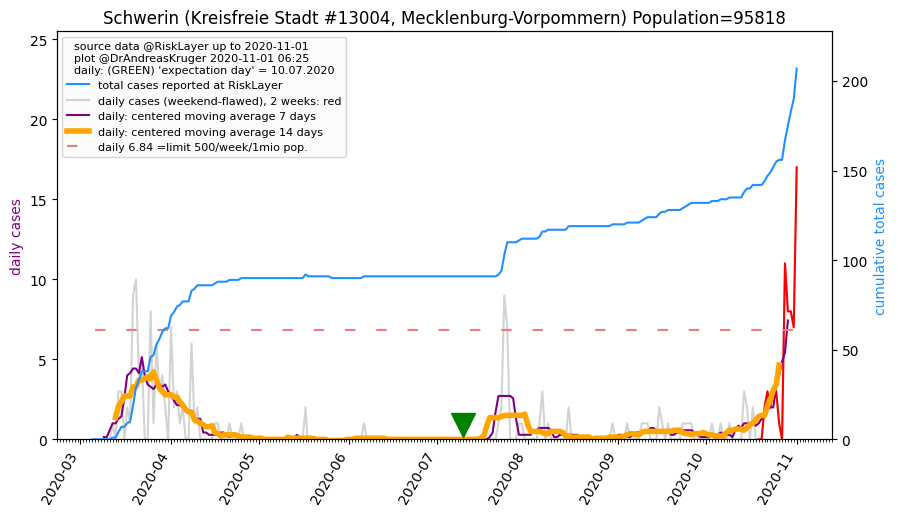 Schwerin (Kreisfreie Stadt #13004, Mecklenburg-Vorpommern) Population=95818
source data @RiskLayer up to 2020-11-01
plot @DrAndreasKruger 2020-11-01 06:25
daily: (GREEN) 'expectation day' = 10.07.2020
total cases reported at RiskLayer
daily cases (weekend-flawed), 2 weeks: red
daily: centered moving average 7 days
daily: centered moving average 14 days
daily 6.84 =limit 500/week/1mio pop.
daily cases
25
20
15
10
5
0
cumulative total cases
200
150
100
50
0
2020-03
2020-04
2020-05
2020-06
2020-07
2020-08
2020-09
2020-10
2020-11